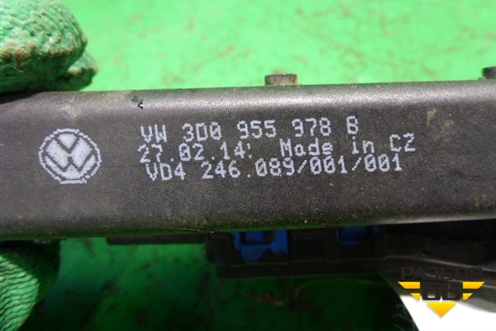 VW 3D0 955 978 B
27.02.14 Made in CZ
VD4 246.089/001/001